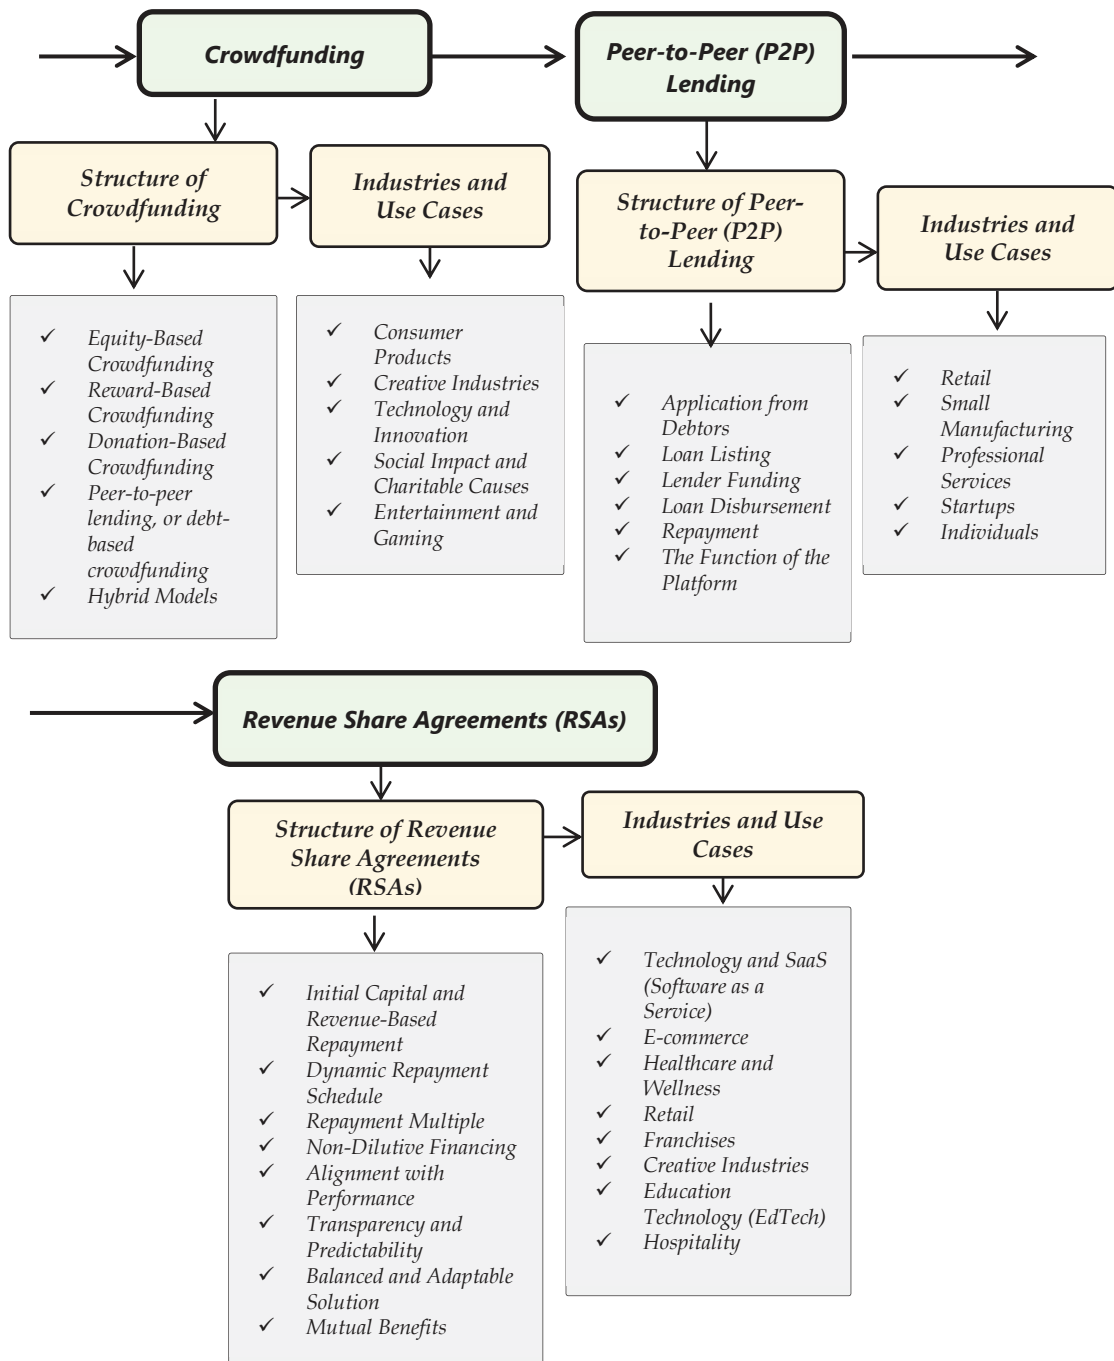 Crowdfunding
Peer-to-Peer (P2P)
Lending
Structure of
Crowdfunding
Industries and
Use Cases
Structure of Peer-
to-Peer (P2P)
Lending
Industries and
Use Cases
✓ Equity-Based
Crowdfunding
✓ Reward-Based
Crowdfunding
✓ Donation-Based
Crowdfunding
✓ Peer-to-peer
lending, or debt-
based
crowdfunding
✓ Hybrid Models
✓ Consumer
Products
✓ Creative Industries
✓ Technology and
Innovation
✓ Social Impact and
Charitable Causes
✓ Entertainment and
Gaming
✓ Application from
Debtors
✓ Loan Listing
✓ Lender Funding
✓ Loan Disbursement
✓ Repayment
✓ The Function of the
Platform
✓ Retail
✓ Small
Manufacturing
✓ Professional
Services
✓ Startups
✓ Individuals
Revenue Share Agreements (RSAs)
Structure of Revenue
Share Agreements
(RSAs)
Industries and Use
Cases
✓ Initial Capital and
Revenue-Based
Repayment
✓ Dynamic Repayment
Schedule
✓ Repayment Multiple
✓ Non-Dilutive Financing
✓ Alignment with
Performance
✓ Transparency and
Predictability
✓ Balanced and Adaptable
Solution
✓ Mutual Benefits
✓ Technology and SaaS
(Software as a
Service)
✓ E-commerce
✓ Healthcare and
Wellness
✓ Retail
✓ Franchises
✓ Creative Industries
✓ Education
Technology (EdTech)
✓ Hospitality